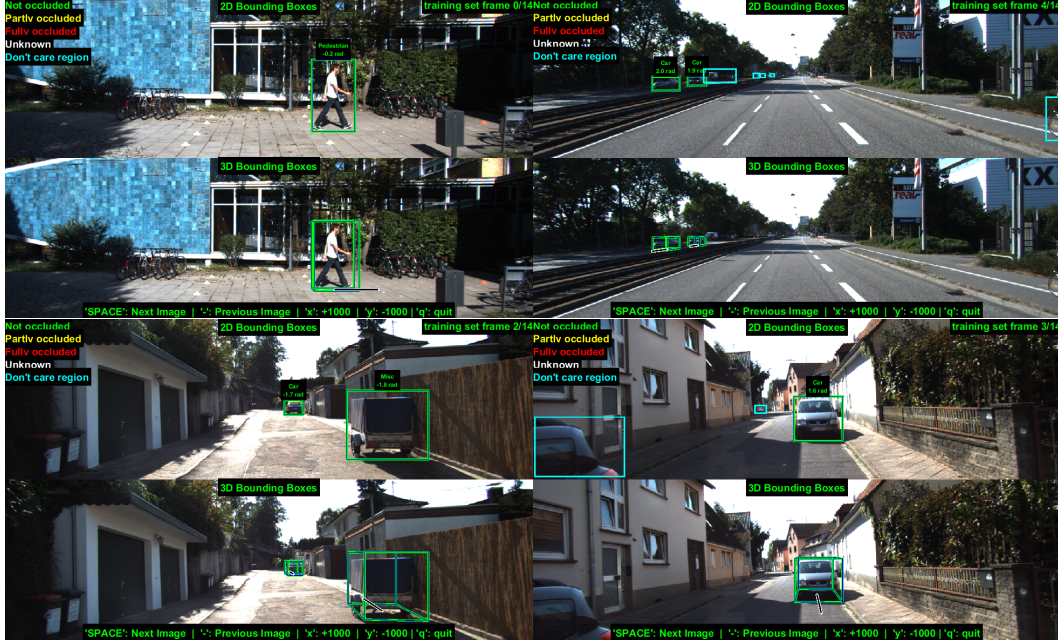 Not occluded
2D Bounding Boxes
training set frame 0/14
Partly occluded
Fully occluded
Unknown
Don't care region
Pedestrian
-0.2 rad
3D Bounding Boxes
'SPACE': Next Image | '-': Previous Image | 'x': +1000 | 'y': -1000 | 'q': quit
Not occluded
2D Bounding Boxes
training set frame 4/14
Partly occluded
Fully occluded
Unknown
Don't care region
Car
2.0 rad
Car
1.9 rad
real
3D Bounding Boxes
real
'SPACE': Next Image | '-': Previous Image | 'x': +1000 | 'y': -1000 | 'q': quit
Not occluded
2D Bounding Boxes
training set frame 2/14
Partly occluded
Fully occluded
Unknown
Don't care region
Car
-1.7 rad
Misc
-1.8 rad
3D Bounding Boxes
'SPACE': Next Image | '-': Previous Image | 'x': +1000 | 'y': -1000 | 'q': quit
Not occluded
2D Bounding Boxes
training set frame 3/14
Partly occluded
Fully occluded
Unknown
Don't care region
Car
1.6 rad
3D Bounding Boxes
'SPACE': Next Image | '-': Previous Image | 'x': +1000 | 'y': -1000 | 'q': quit